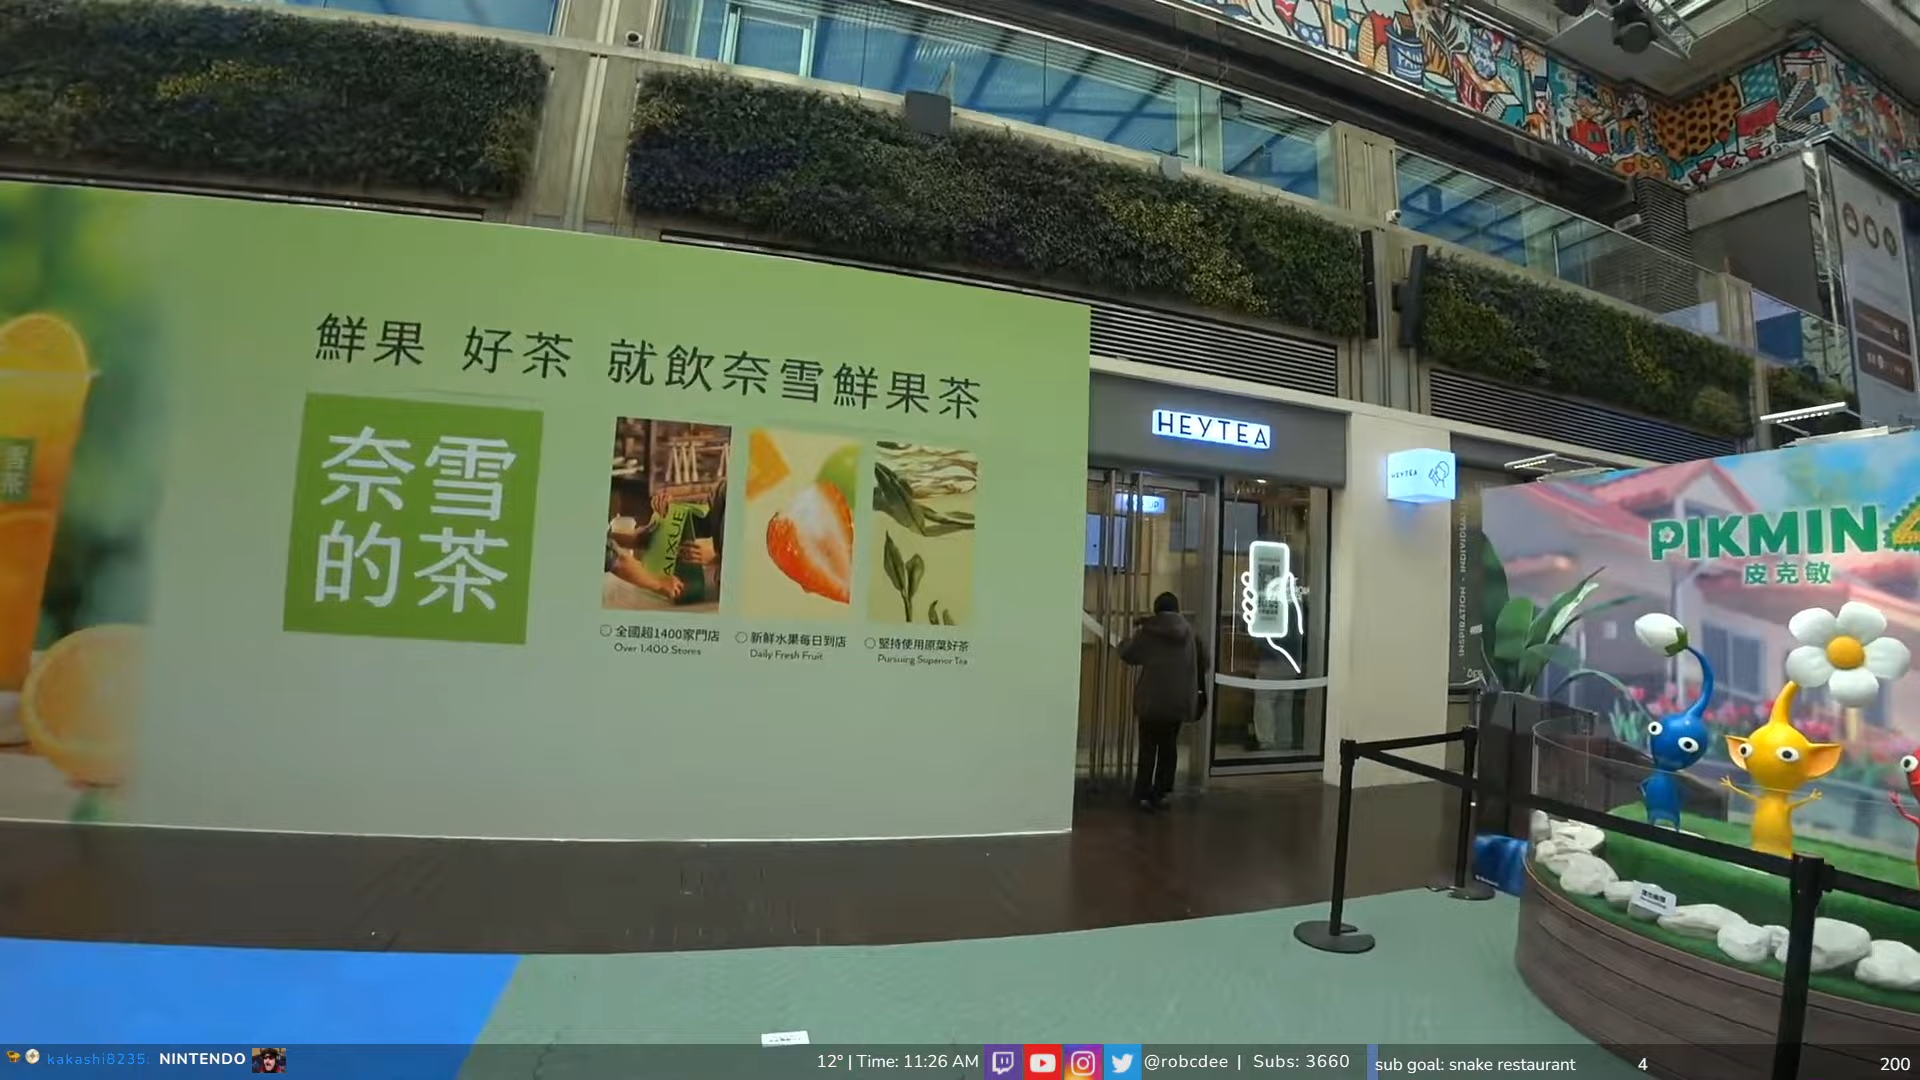 鮮果 好茶 就飲奈雪鮮果茶
奈雪
的茶
全國超1400家門店
Over 1,400 Stores
新鮮水果每日到店
Daily Fresh Fruit
堅持使用原葉好茶
Pursuing Superior Tea
HEYTEA
HEYTEA
PIKMIN
皮克敏
kakashi8235: NINTENDO
12° | Time: 11:26 AM
@robcdee | Subs: 3660
sub goal: snake restaurant 4 200